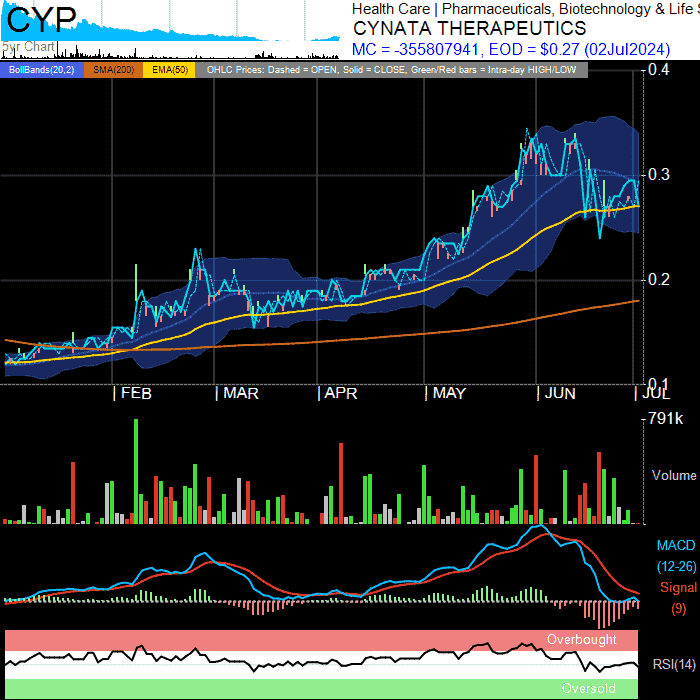 CYP
Health Care | Pharmaceuticals, Biotechnology & Life
CYNATA THERAPEUTICS
5yr Chart
MC = -355807941, EOD = $0.27 (02Jul2024)
BollBands(20,2) SMA(200) EMA(50) OHLC Prices: Dashed = OPEN, Solid = CLOSE, Green/Red bars = Intra-day HIGH/LOW
0.4
0.3
0.2
0.1
| FEB | MAR | APR | MAY | JUN | JUL
791k
Volume
MACD
(12-26)
Signal
(9)
Overbought
RSI(14)
Oversold